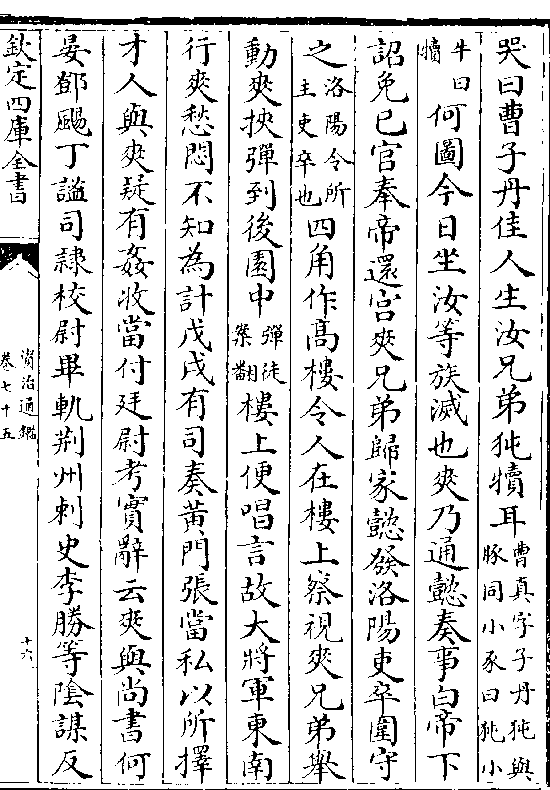 哭曰曹子丹佳人生汝兄弟㹠犢耳曹真字子丹㹠與豚同小豕曰㹠小
牛曰犢何圖今日坐汝等族滅也爽乃通懿奏事白帝下
詔免已官奉帝還宮爽兄弟歸家懿發洛陽吏卒圍守
之洛陽令所主吏卒也四角作高樓令人在樓上察視爽兄弟舉
動爽挾彈到後園中彈徒案翻樓上便唱言故大將軍東南
行爽愁悶不知為計戊戌有司奏黃門張當私以所擇
才人與爽疑有姦收當付廷尉考實辭云爽與尚書何
晏鄧颺丁謐司隷校尉畢軌荆州刺史李勝等陰謀反
欽定四庫全書
資治通鑑
卷七十五
十六